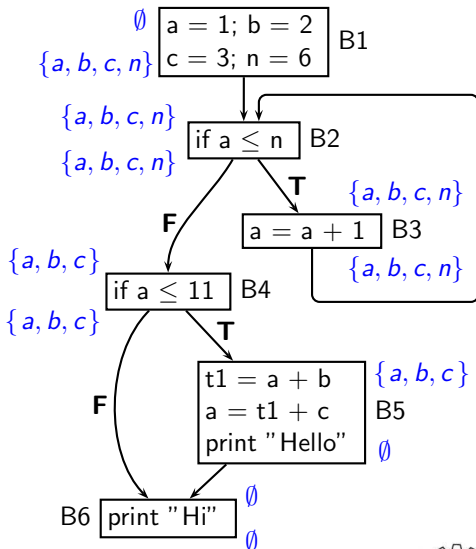 ∅
a = 1; b = 2
c = 3; n = 6
B1
{a, b, c, n}
{a, b, c, n}
if a ≤ n
B2
{a, b, c, n}
T
{a, b, c, n}
F
a = a + 1
B3
{a, b, c}
{a, b, c, n}
if a ≤ 11
B4
{a, b, c}
T
F
t1 = a + b
a = t1 + c
print "Hello"
{a, b, c}
B5
∅
B6
print "Hi"
∅
∅